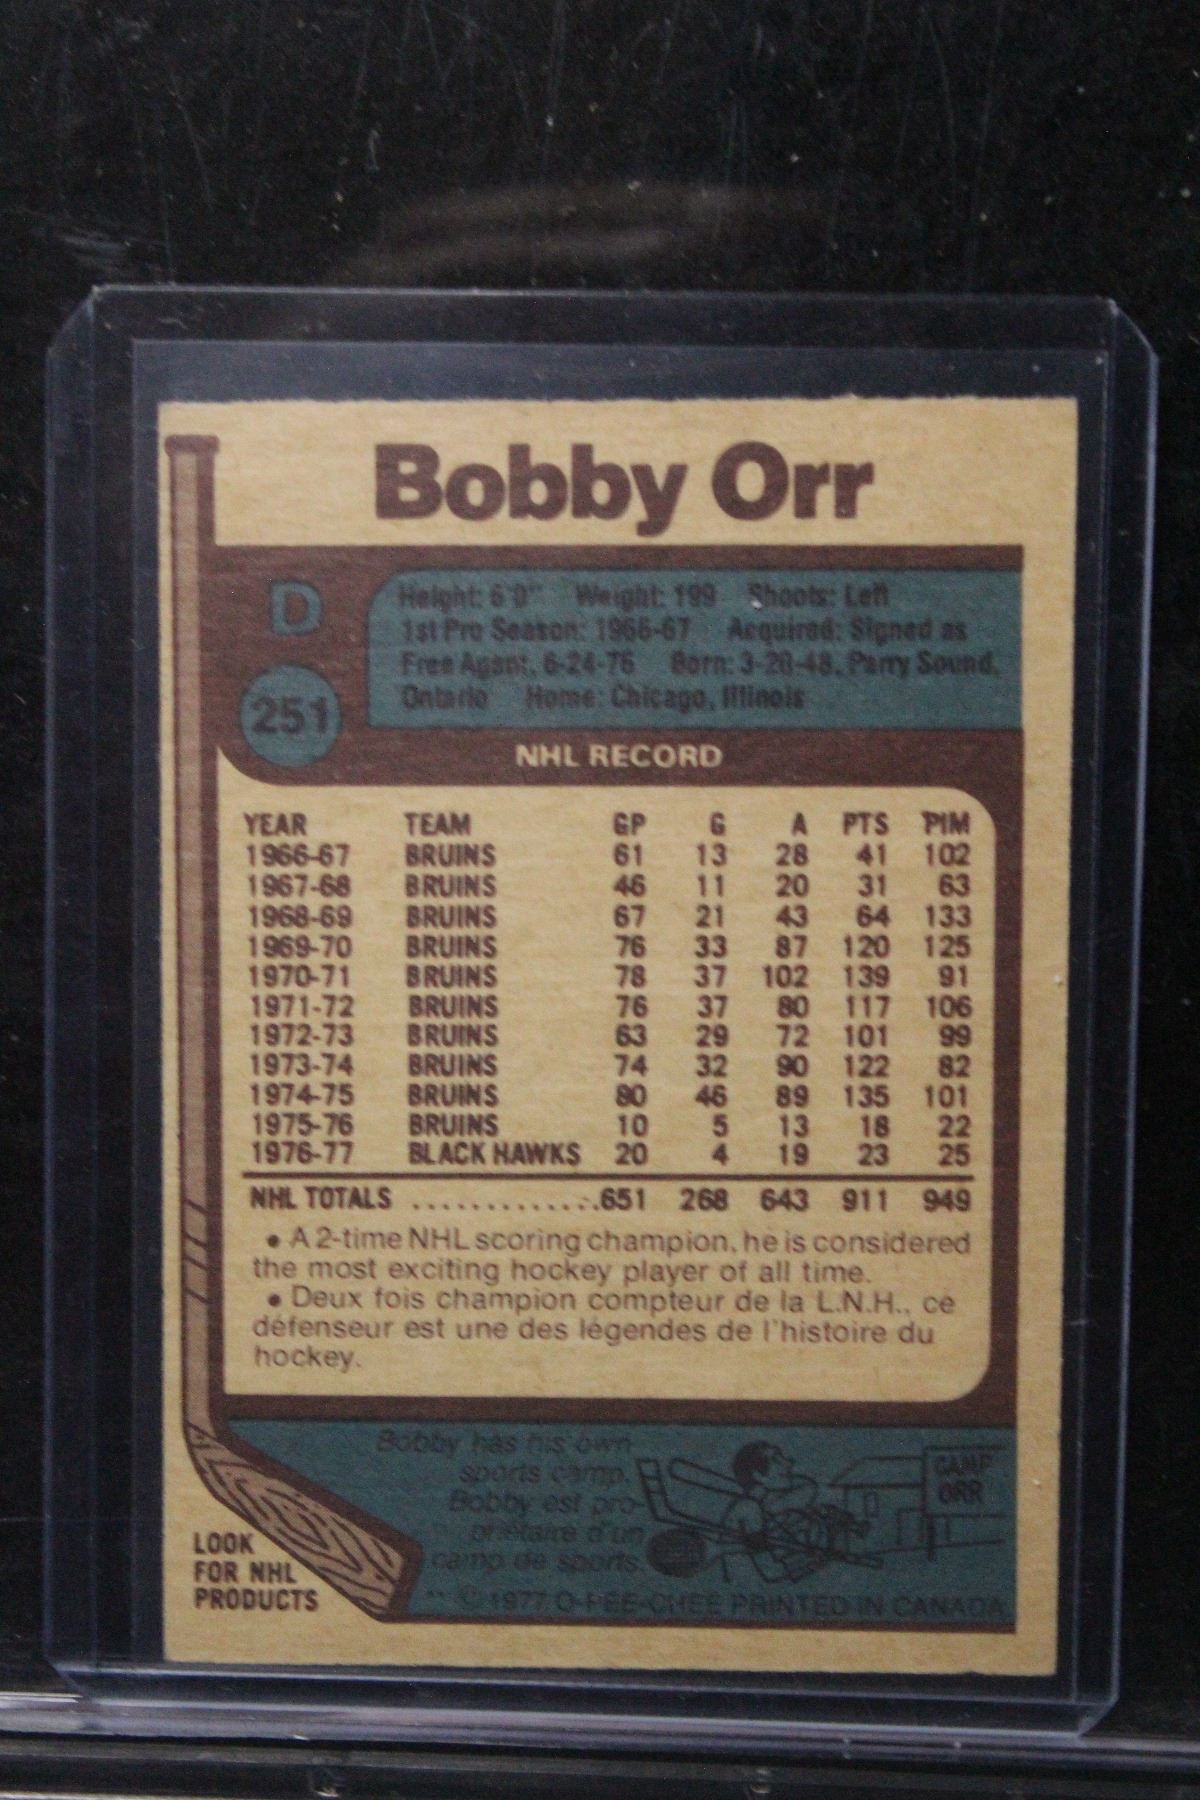 Bobby Orr
D
251
Height: 6'0" Weight: 199 Shoots: Left
1st Pro Season: 1966-67 Acquired: Signed as
Free Agent, 6-24-76 Born: 3-20-48, Parry Sound,
Ontario Home: Chicago, Illinois
NHL RECORD
YEAR TEAM GP G A PTS PIM
1966-67 BRUINS 61 13 28 41 102
1967-68 BRUINS 46 11 20 31 63
1968-69 BRUINS 67 21 43 64 133
1969-70 BRUINS 76 33 87 120 125
1970-71 BRUINS 78 37 102 139 91
1971-72 BRUINS 76 37 80 117 106
1972-73 BRUINS 63 29 72 101 99
1973-74 BRUINS 74 32 90 122 82
1974-75 BRUINS 80 46 89 135 101
1975-76 BRUINS 10 5 13 18 22
1976-77 BLACK HAWKS 20 4 19 23 25
NHL TOTALS ..............651 268 643 911 949
• A 2-time NHL scoring champion, he is considered
the most exciting hockey player of all time.
• Deux fois champion compteur de la L.N.H., ce
défenseur est une des légendes de l'histoire du
hockey.
Bobby has his own
sports camp.
Bobby est pro-
priétaire d'un
camp de sports.
CAMP
ORR
LOOK
FOR NHL
PRODUCTS
** © 1977 O-PEE-CHEE PRINTED IN CANADA